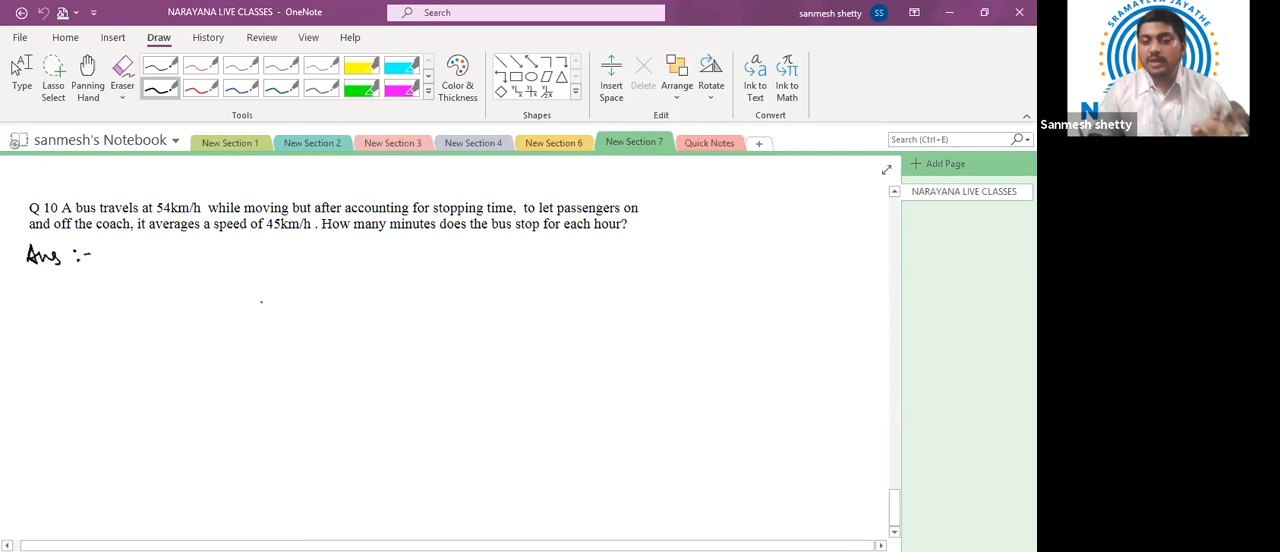 NARAYANA LIVE CLASSES - OneNote
Search
sanmesh shetty
SS
SRAMAYEVA JAYATHE
File Home Insert Draw History Review View Help
Type
Lasso Select
Panning Hand
Eraser
Color & Thickness
Insert Space
Delete
Arrange
Rotate
Ink to Text
Ink to Math
Tools
Shapes
Edit
Convert
N
Sanmesh shetty
sanmesh's Notebook
New Section 1
New Section 2
New Section 3
New Section 4
New Section 6
New Section 7
Quick Notes
Search (Ctrl+E)
Add Page
NARAYANA LIVE CLASSES
Q 10 A bus travels at 54km/h while moving but after accounting for stopping time, to let passengers on
and off the coach, it averages a speed of 45km/h . How many minutes does the bus stop for each hour?
Ans :-